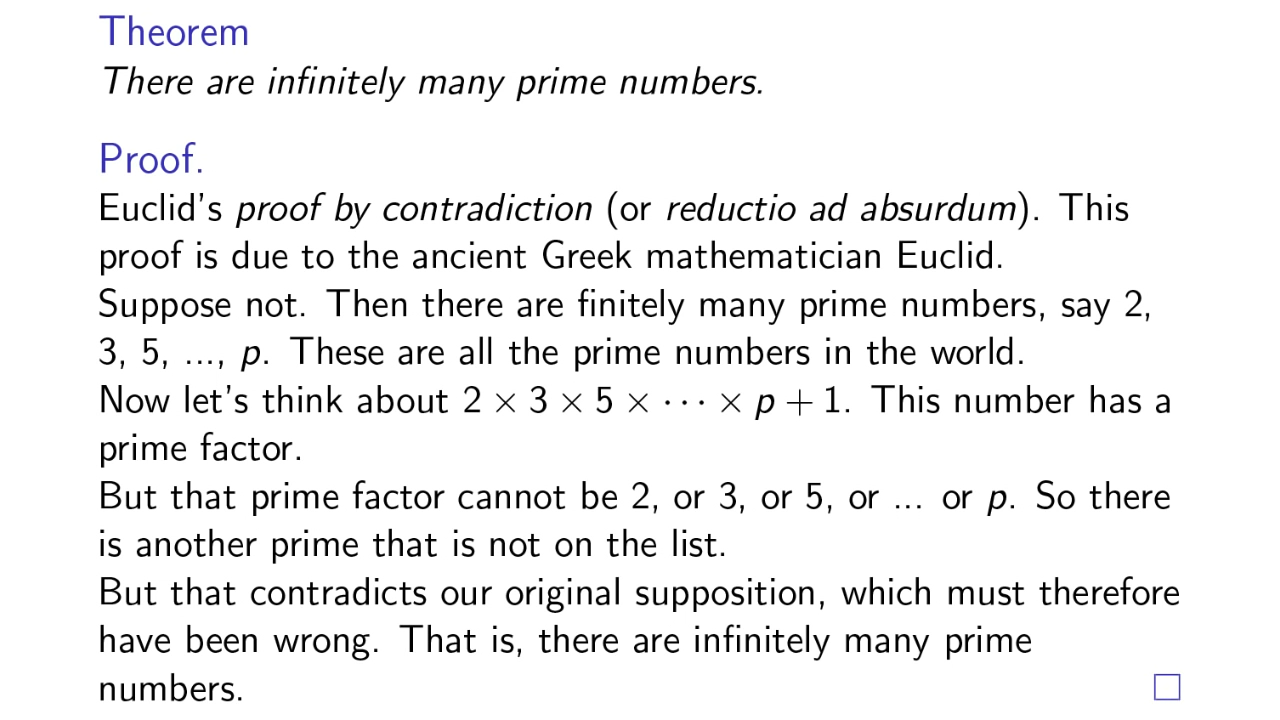 Theorem
There are infinitely many prime numbers.
Proof.
Euclid's proof by contradiction (or reductio ad absurdum). This
proof is due to the ancient Greek mathematician Euclid.
Suppose not. Then there are finitely many prime numbers, say 2,
3, 5, ..., p. These are all the prime numbers in the world.
Now let's think about 2 × 3 × 5 × ⋯ × p + 1. This number has a
prime factor.
But that prime factor cannot be 2, or 3, or 5, or ... or p. So there
is another prime that is not on the list.
But that contradicts our original supposition, which must therefore
have been wrong. That is, there are infinitely many prime
numbers. □